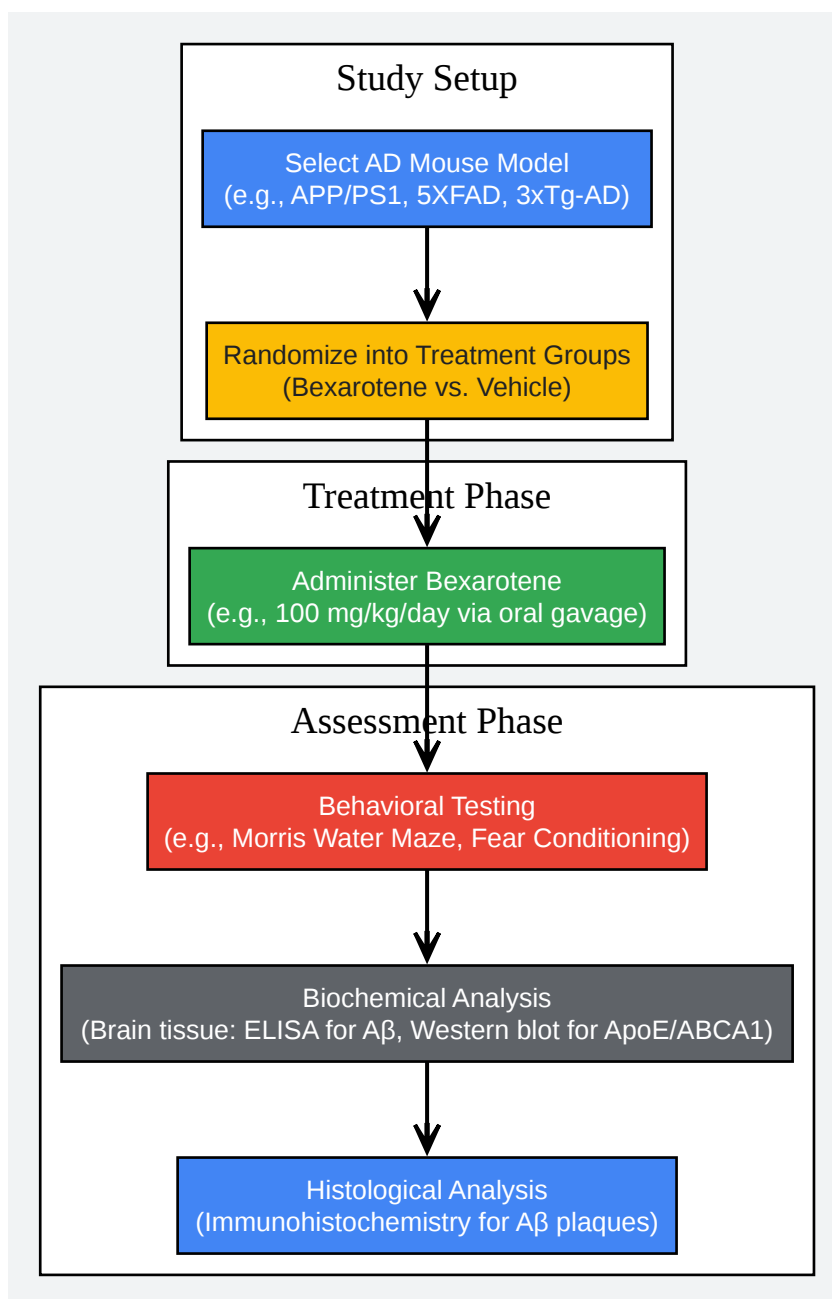 Study Setup
Select AD Mouse Model
(e.g., APP/PS1, 5XFAD, 3xTg-AD)
Randomize into Treatment Groups
(Bexarotene vs. Vehicle)
Treatment Phase
Administer Bexarotene
(e.g., 100 mg/kg/day via oral gavage)
Assessment Phase
Behavioral Testing
(e.g., Morris Water Maze, Fear Conditioning)
Biochemical Analysis
(Brain tissue: ELISA for Aβ, Western blot for ApoE/ABCA1)
Histological Analysis
(Immunohistochemistry for Aβ plaques)